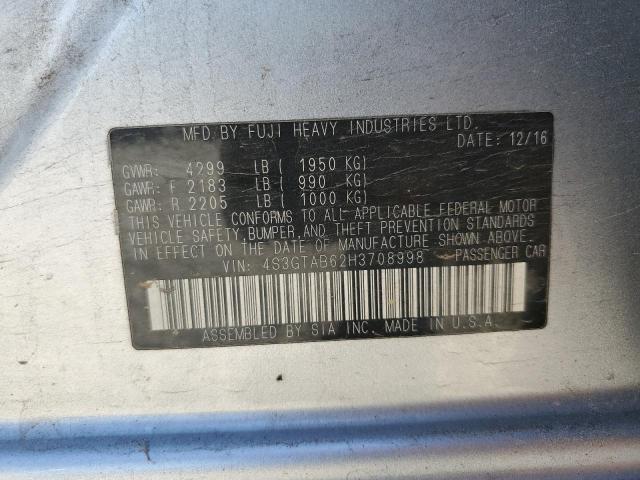 MFD.BY FUJI HEAVY INDUSTRIES LTD.
DATE: 12/16
GVWR: 4299 LB ( 1950 KG)
GAWR: F 2183 LB ( 990 KG)
GAWR: R 2205 LB ( 1000 KG)
THIS VEHICLE CONFORMS TO ALL APPLICABLE FEDERAL MOTOR
VEHICLE SAFETY, BUMPER, AND THEFT PREVENTION STANDARDS
IN EFFECT ON THE DATE OF MANUFACTURE SHOWN ABOVE.
VIN: 4S3GTAB62H3708998 PASSENGER CAR
ASSEMBLED BY SIA INC. MADE IN U.S.A.